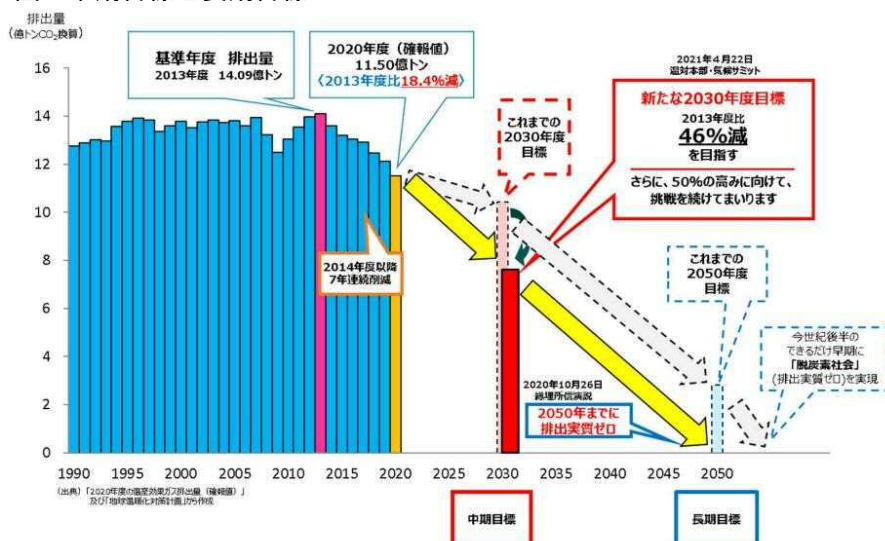 排出量
(億トンCO₂換算)
16
14
12
10
8
6
4
2
0
基準年度 排出量
2013年度 14.09億トン
2020年度(確報値)
11.50億トン
〈2013年度比18.4%減〉
2014年度以降
7年連続削減
これまでの
2030年度
目標
2021年4月22日
温対本部・気候サミット
新たな2030年度目標
2013年度比
46%減
を目指す
さらに、50%の高みに向けて、
挑戦を続けてまいります
これまでの
2050年度
目標
今世紀後半の
できるだけ早期に
「脱炭素社会」
(排出実質ゼロ)を実現
2020年10月26日
総理所信演説
2050年までに
排出実質ゼロ
1990 1995 2000 2005 2010 2015 2020 2025 2030 2035 2040 2045 2050
(出典)「2020年度の温室効果ガス排出量(確報値)」
及び「地球温暖化対策計画」から作成
中期目標
長期目標